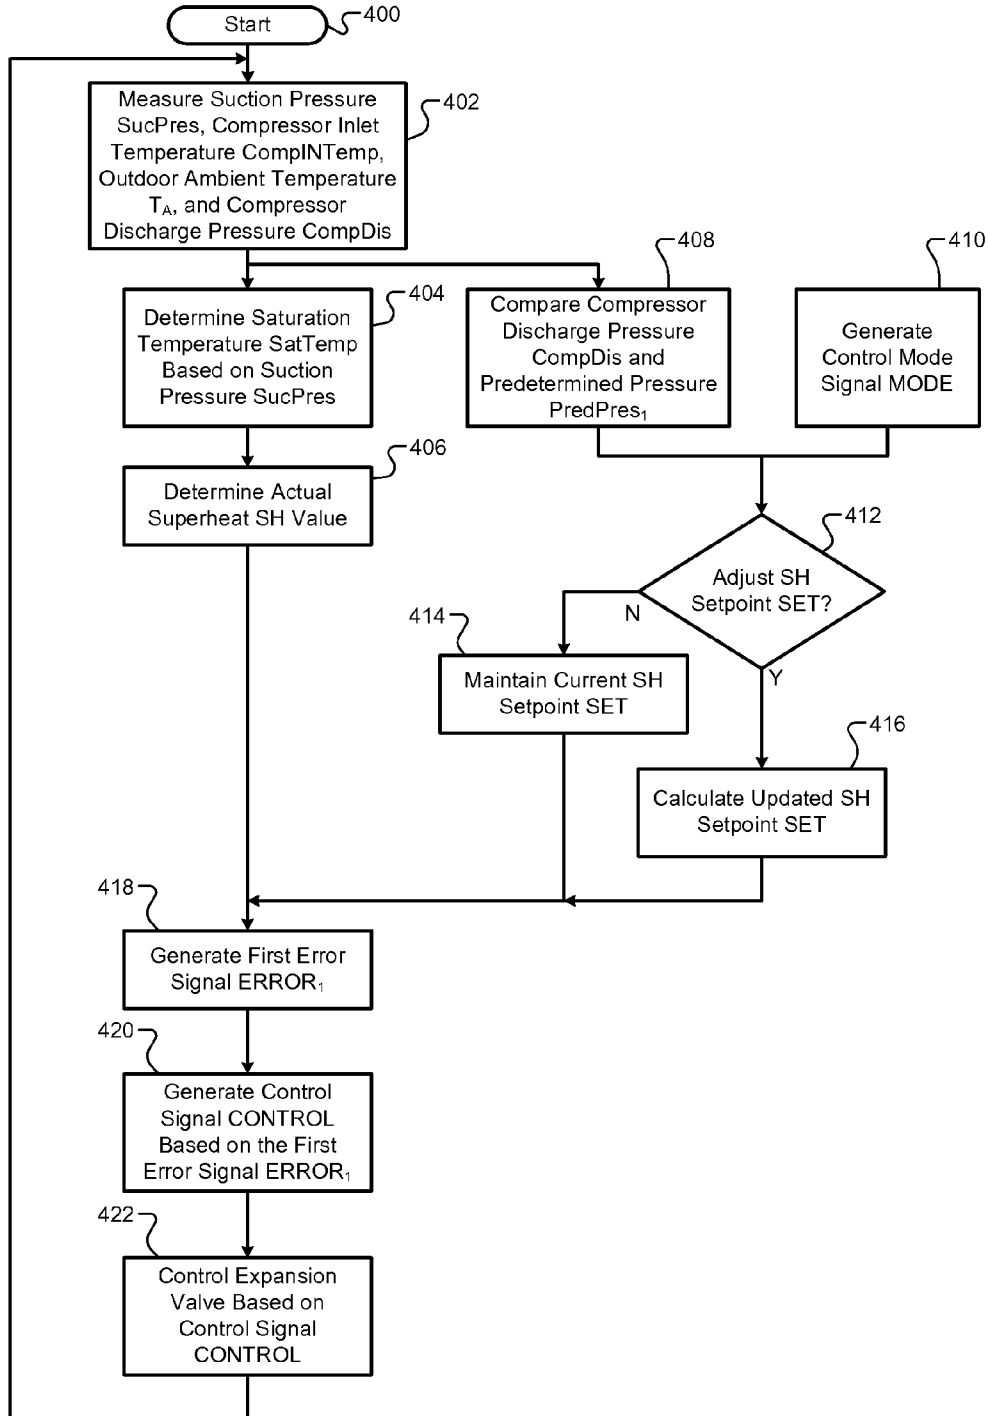 Start
400
Measure Suction Pressure
SucPres, Compressor Inlet
Temperature CompINTemp,
Outdoor Ambient Temperature
TA, and Compressor
Discharge Pressure CompDis
402
Determine Saturation
Temperature SatTemp
Based on Suction
Pressure SucPres
404
Compare Compressor
Discharge Pressure
CompDis and
Predetermined Pressure
PredPres1
408
Generate
Control Mode
Signal MODE
410
Determine Actual
Superheat SH Value
406
Adjust SH
Setpoint SET?
412
N
Y
Maintain Current SH
Setpoint SET
414
Calculate Updated SH
Setpoint SET
416
Generate First Error
Signal ERROR1
418
Generate Control
Signal CONTROL
Based on the First
Error Signal ERROR1
420
Control Expansion
Valve Based on
Control Signal
CONTROL
422